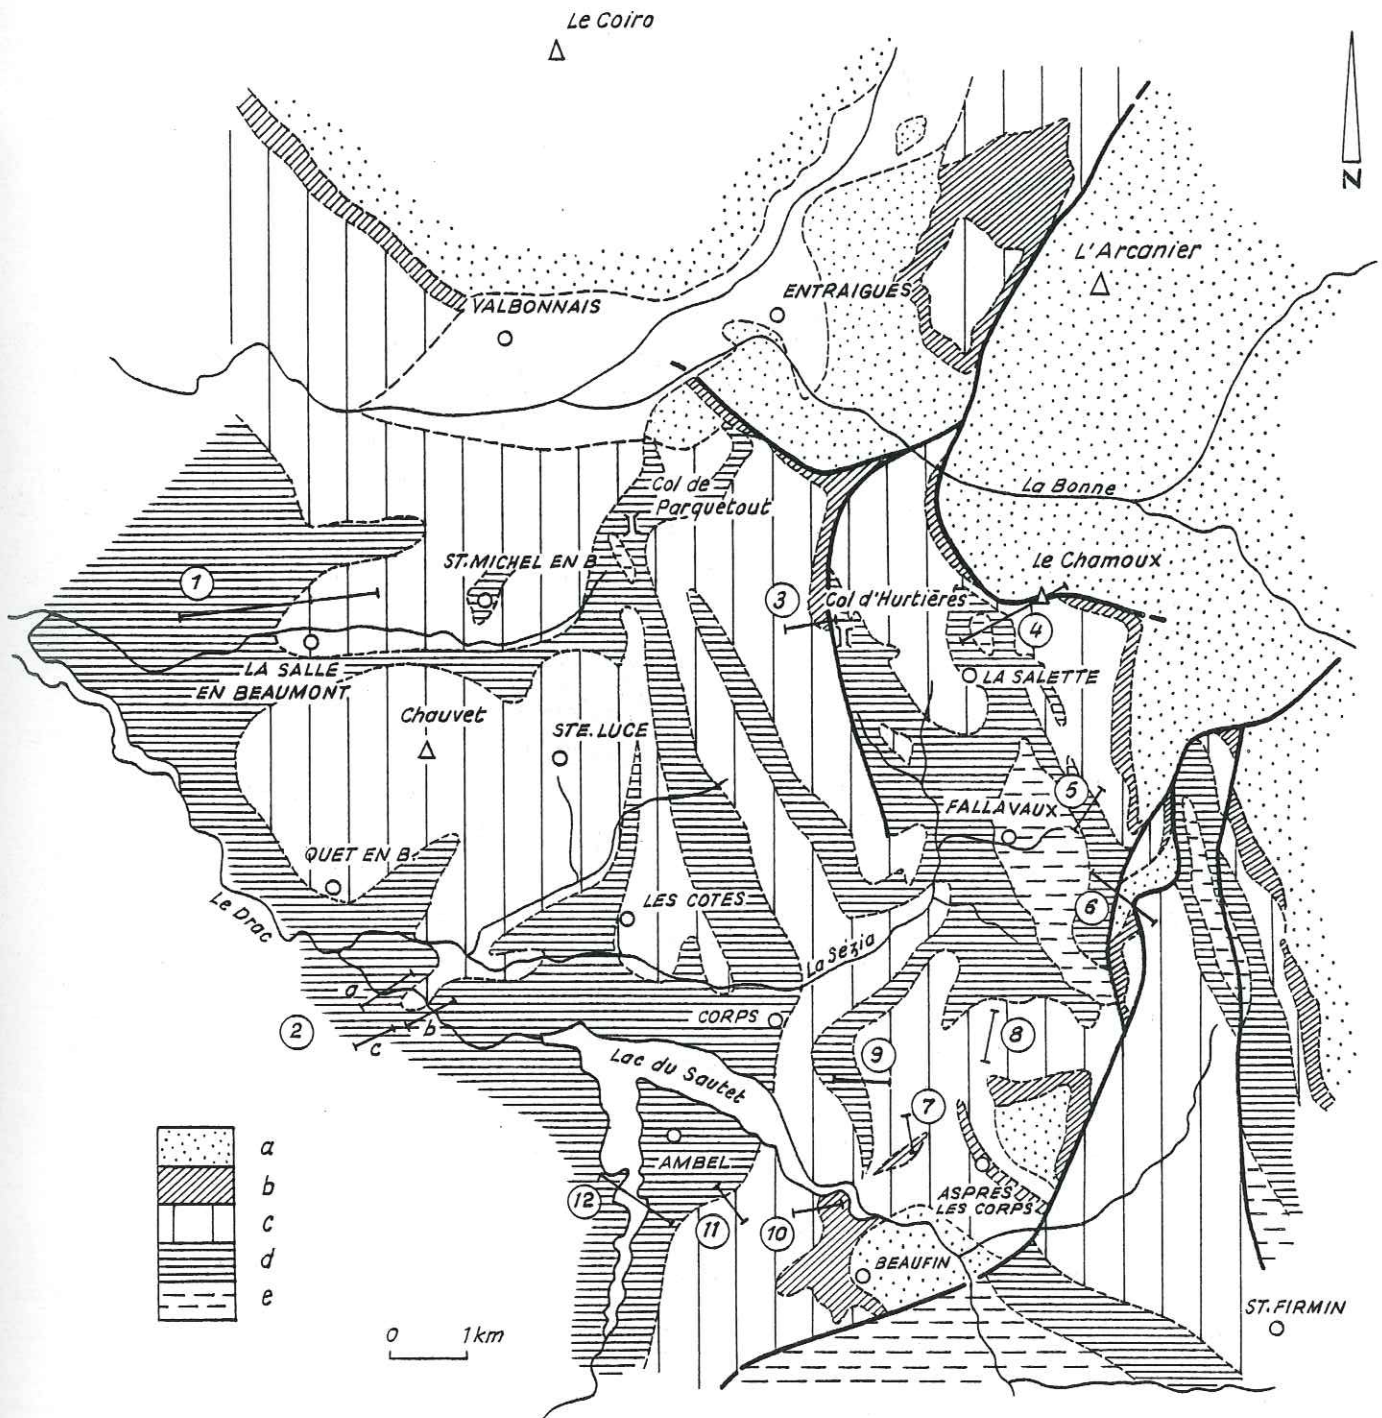 Le Coiro
N
L'Arcanier
VALBONNAIS
ENTRAIGUES
La Bonne
Col de
Parquetout
ST. MICHEL EN B
1
3
Col d'Hurtières
Le Chamoux
4
LA SALLE
EN BEAUMONT
LA SALETTE
Chauvet
STE. LUCE
5
FALLAVAUX
QUET EN B.
Le Drac
LES COTES
6
La Sézia
a
b
c
2
CORPS
8
9
Lac du Sautet
7
a
b
c
d
e
AMBEL
12
11
10
ASPRES
LES CORPS
BEAUFIN
ST. FIRMIN
0 1 km